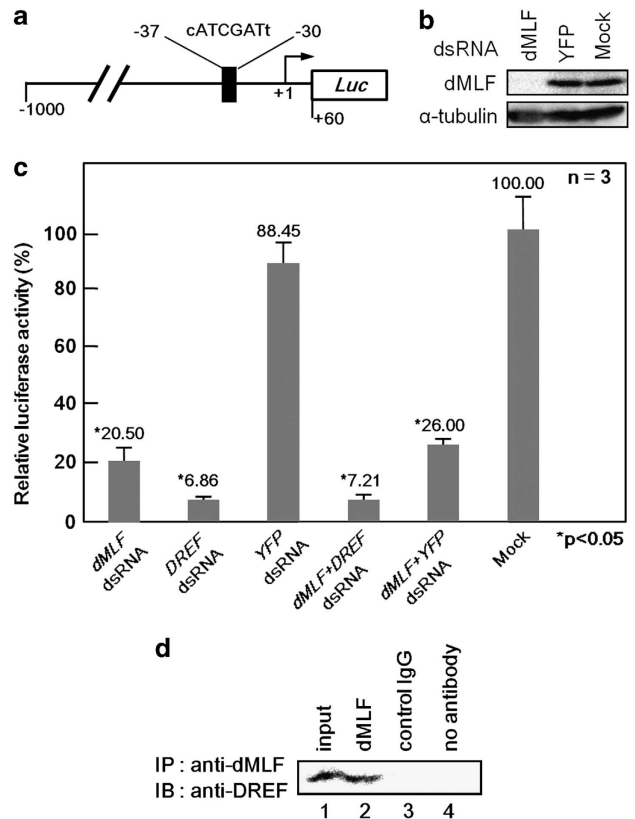 a
cATCGATt
-37
-30
+1
Luc
-1000
+60
b
dsRNA
dMLF
YFP
Mock
dMLF
α-tubulin
c
n = 3
Relative luciferase activity (%)
100
80
60
40
20
0
*20.50
*6.86
88.45
*7.21
*26.00
100.00
dMLF
dsRNA
DREF
dsRNA
YFP
dsRNA
dMLF+DREF
dsRNA
dMLF+YFP
dsRNA
Mock
*p<0.05
d
input
dMLF
control IgG
no antibody
IP : anti-dMLF
IB : anti-DREF
1 2 3 4